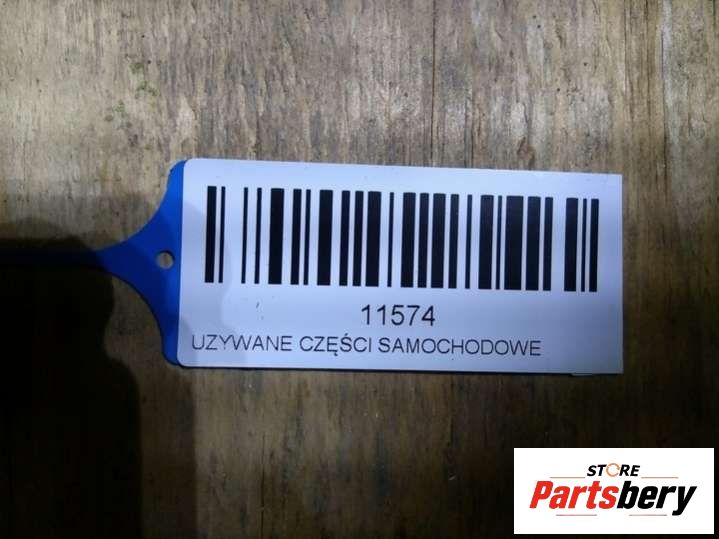 11574
UZYWANE CZĘŚCI SAMOCHODOWE
STORE
Partsbery